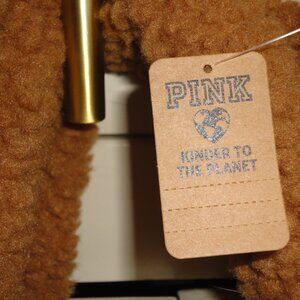 PINK
KINDER TO
THE PLANET